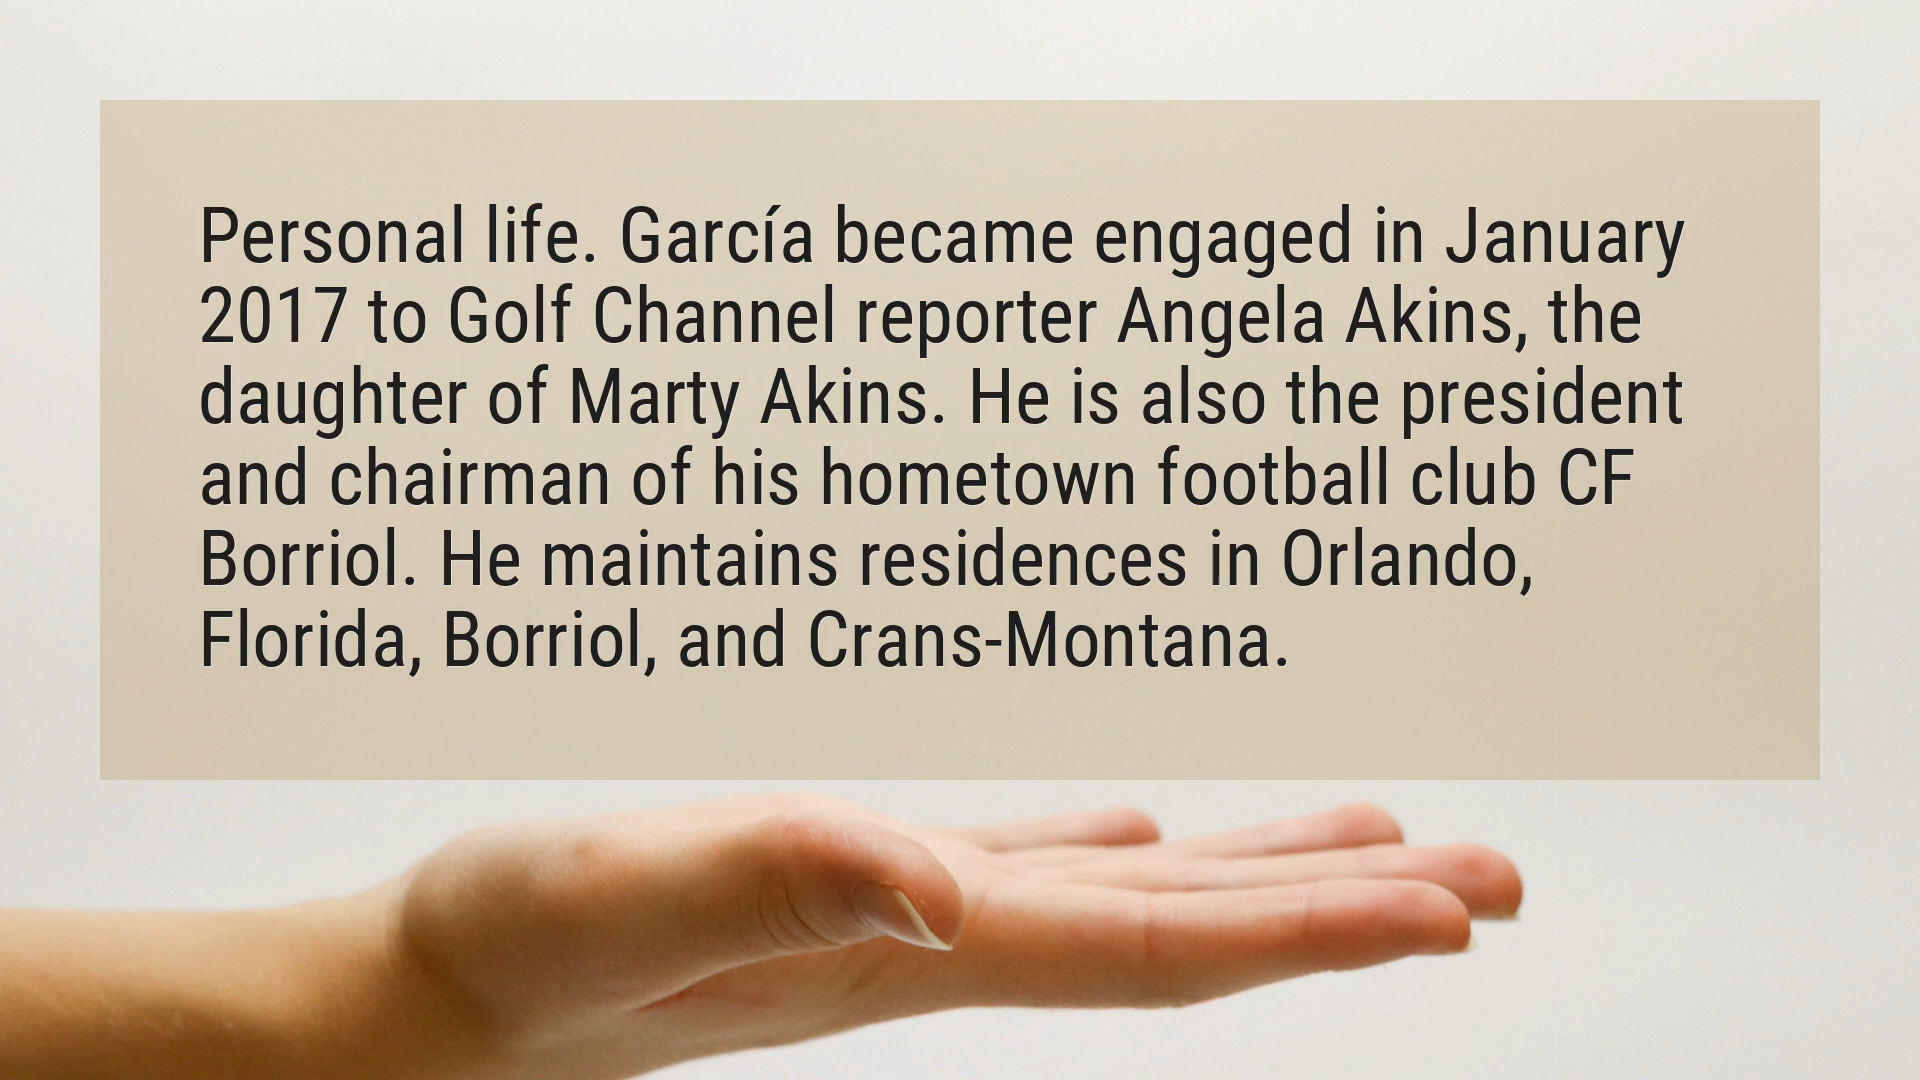 Personal life. García became engaged in January
2017 to Golf Channel reporter Angela Akins, the
daughter of Marty Akins. He is also the president
and chairman of his hometown football club CF
Borriol. He maintains residences in Orlando,
Florida, Borriol, and Crans-Montana.